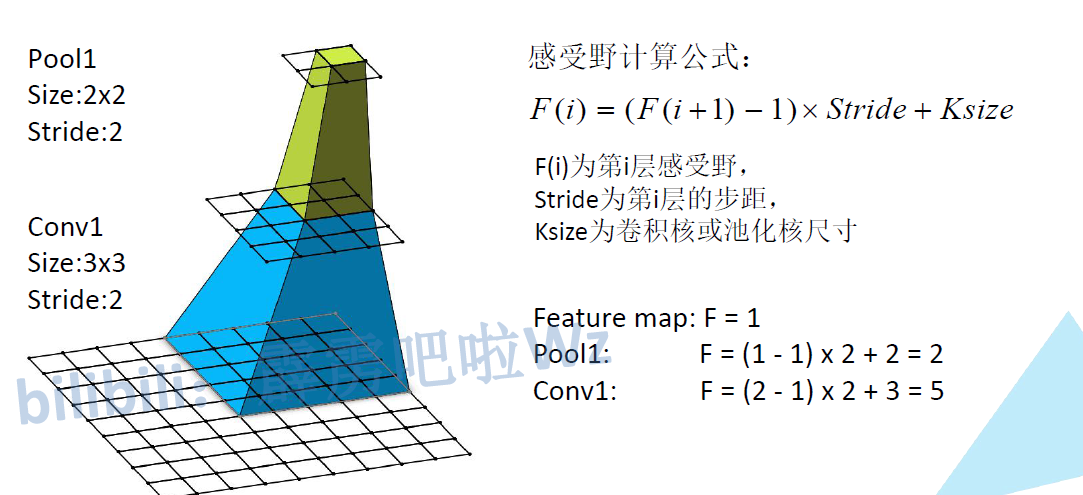 Pool1
Size:2x2
Stride:2
Conv1
Size:3x3
Stride:2
感受野计算公式：
F(i) = (F(i+1) − 1) × Stride + Ksize
F(i)为第i层感受野，
Stride为第i层的步距，
Ksize为卷积核或池化核尺寸
Feature map: F = 1
Pool1: F = (1 - 1) x 2 + 2 = 2
Conv1: F = (2 - 1) x 2 + 3 = 5
bilibili: 霹雳吧啦Wz